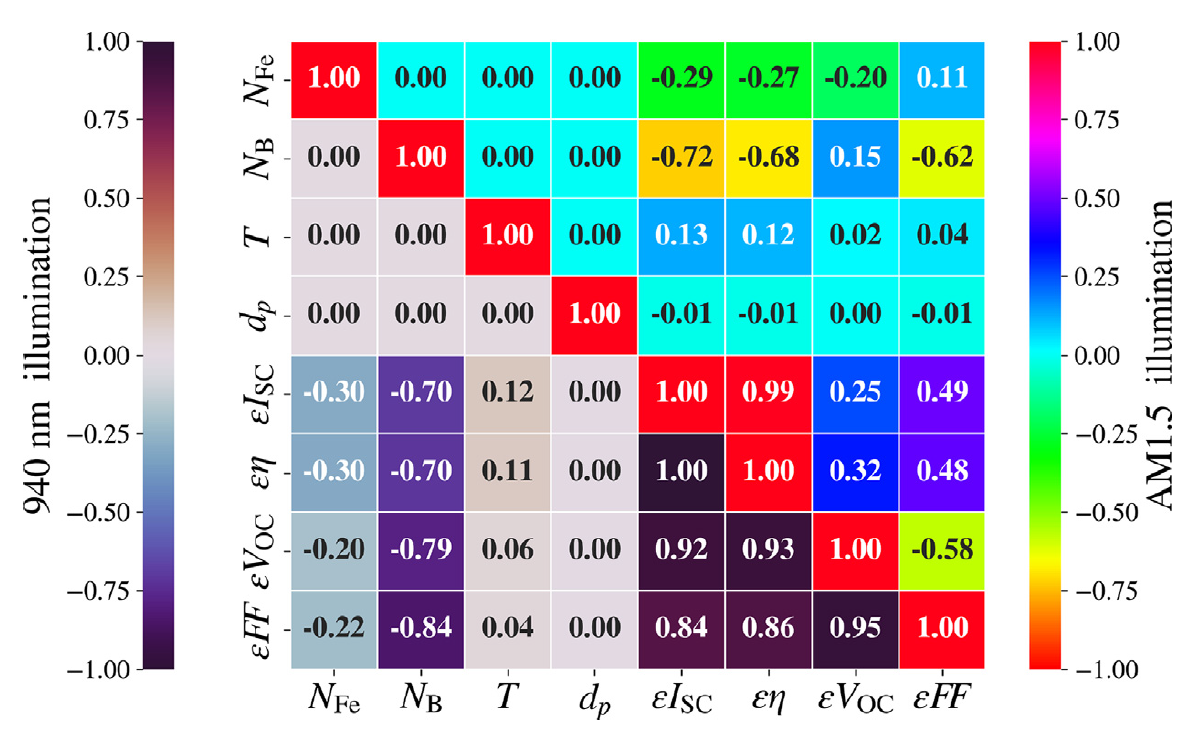 1.00
0.75
0.50
0.25
0.00
−0.25
−0.50
−0.75
−1.00
940 nm illumination
N_Fe 1.00 0.00 0.00 0.00 -0.29 -0.27 -0.20 0.11
N_B 0.00 1.00 0.00 0.00 -0.72 -0.68 0.15 -0.62
T 0.00 0.00 1.00 0.00 0.13 0.12 0.02 0.04
d_p 0.00 0.00 0.00 1.00 -0.01 -0.01 0.00 -0.01
εI_SC -0.30 -0.70 0.12 0.00 1.00 0.99 0.25 0.49
εη -0.30 -0.70 0.11 0.00 1.00 1.00 0.32 0.48
εV_OC -0.20 -0.79 0.06 0.00 0.92 0.93 1.00 -0.58
εFF -0.22 -0.84 0.04 0.00 0.84 0.86 0.95 1.00
N_Fe N_B T d_p εI_SC εη εV_OC εFF
1.00
0.75
0.50
0.25
0.00
−0.25
−0.50
−0.75
−1.00
AM1.5 illumination